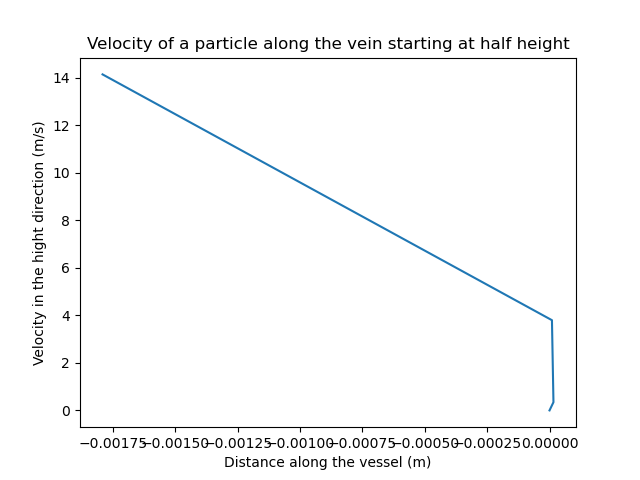 Velocity of a particle along the vein starting at half height
14
12
10
8
6
4
2
0
Velocity in the hight direction (m/s)
−0.00175 −0.00150 −0.00125 −0.00100 −0.00075 −0.00050 −0.00025 0.00000
Distance along the vessel (m)